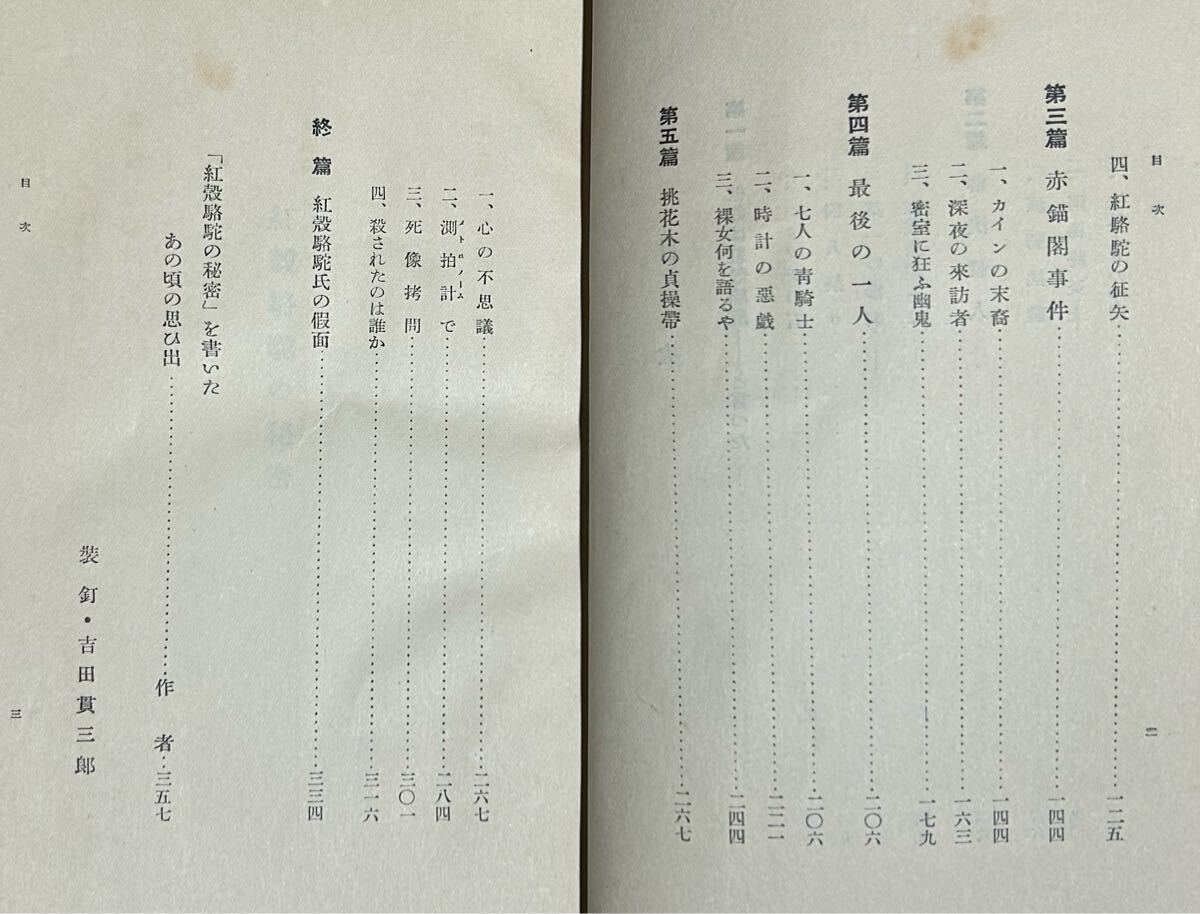 目次
四、紅駱駝の征矢…………一二五
第三篇 赤錨閣事件…………一四四
一、カインの末裔…………一四四
二、深夜の來訪者…………一六三
三、密室に狂ふ幽鬼…………一七九
第四篇 最後の一人…………二〇六
一、七人の靑騎士…………二〇六
二、時計の惡戯…………二二一
三、裸女何を語るや…………二四四
第五篇 挑花木の貞操帶…………二六七
二
一、心の不思議…………二六七
二、測拍計で…………二八四
メトロノーム
三、死像拷問…………三〇一
四、殺されたのは誰か…………三一六
終篇 紅殼駱駝氏の假面…………三三四
「紅殼駱駝の秘密」を書いた
あの頃の思ひ出…………作者…三五七
裝釘・吉田貫三郎
目次
三